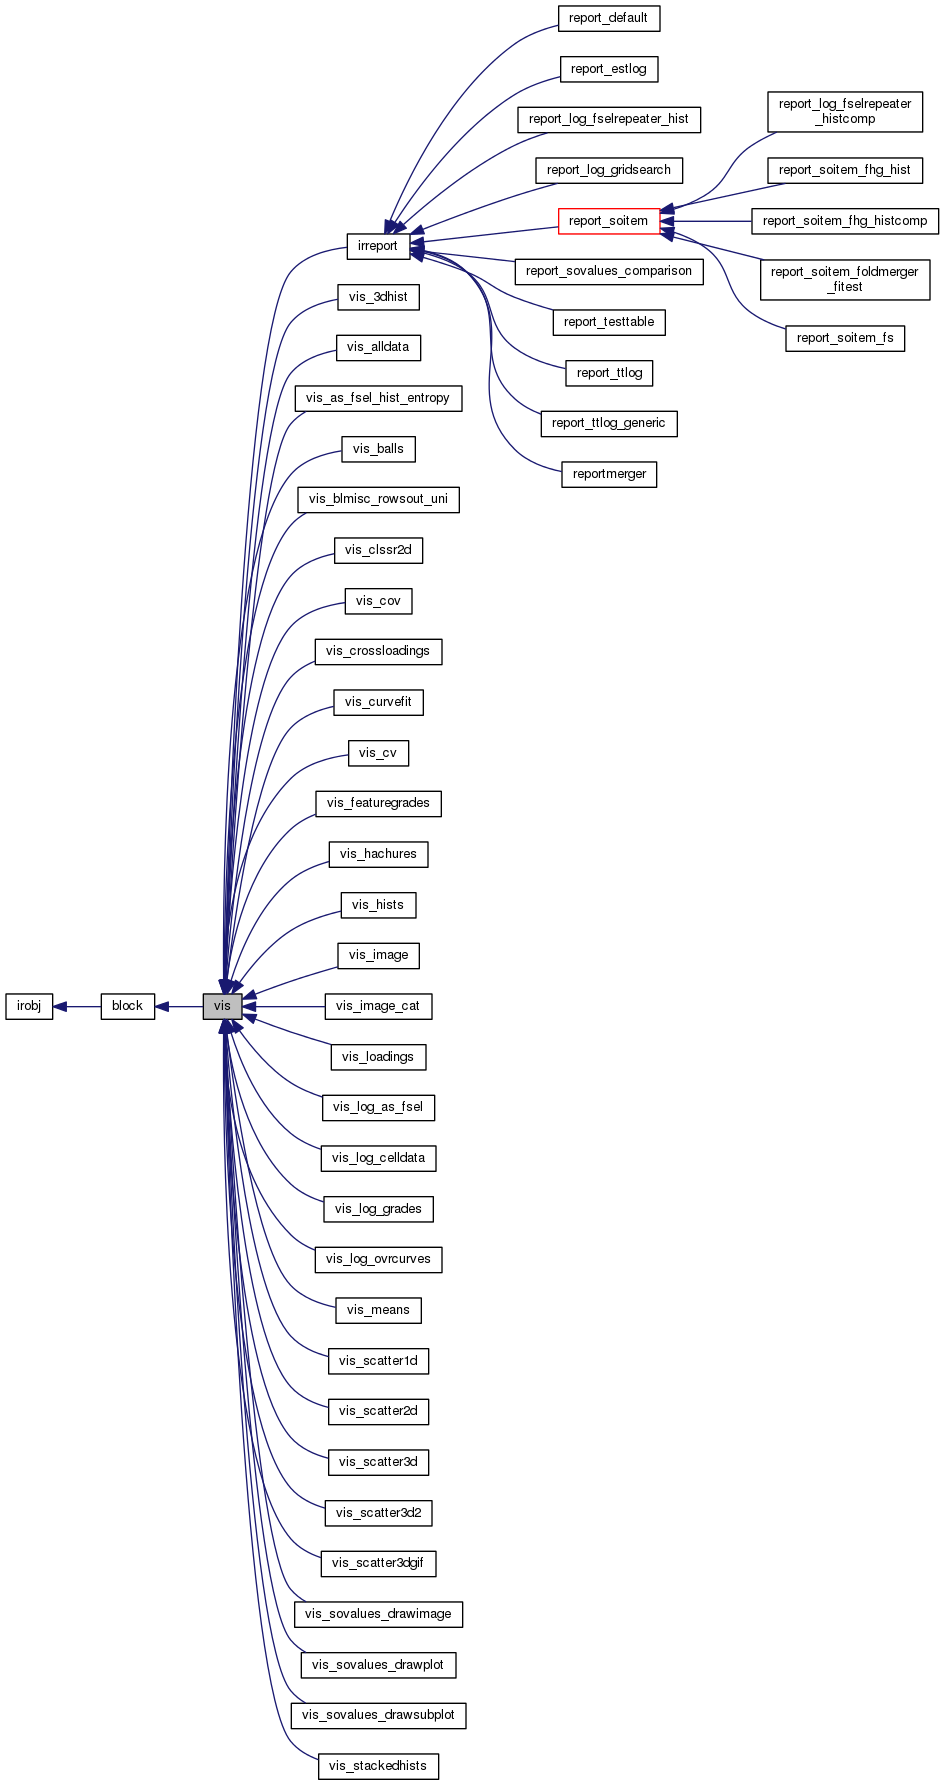 report_default
report_estlog
report_log_fselrepeater_hist
report_log_gridsearch
report_log_fselrepeater
_histcomp
report_soitem_fhg_hist
report_soitem
report_soitem_fhg_histcomp
irreport
report_sovalues_comparison
report_soitem_foldmerger
_fitest
report_testtable
report_soitem_fs
report_ttlog
report_ttlog_generic
reportmerger
vis_3dhist
vis_alldata
vis_as_fsel_hist_entropy
vis_balls
vis_blmisc_rowsout_uni
vis_clssr2d
vis_cov
vis_crossloadings
vis_curvefit
vis_cv
vis_featuregrades
vis_hachures
vis_hists
vis_image
irobj
block
vis
vis_image_cat
vis_loadings
vis_log_as_fsel
vis_log_celldata
vis_log_grades
vis_log_ovrcurves
vis_means
vis_scatter1d
vis_scatter2d
vis_scatter3d
vis_scatter3d2
vis_scatter3dgif
vis_sovalues_drawimage
vis_sovalues_drawplot
vis_sovalues_drawsubplot
vis_stackedhists